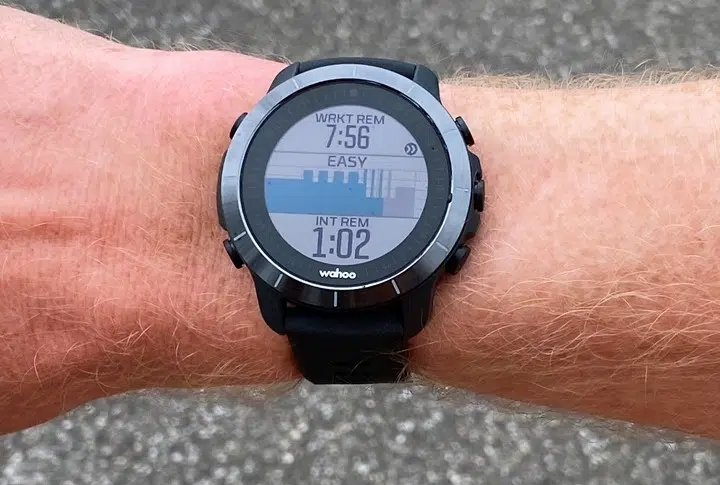 WRKT REM
7:56
EASY
INT REM
1:02
wahoo